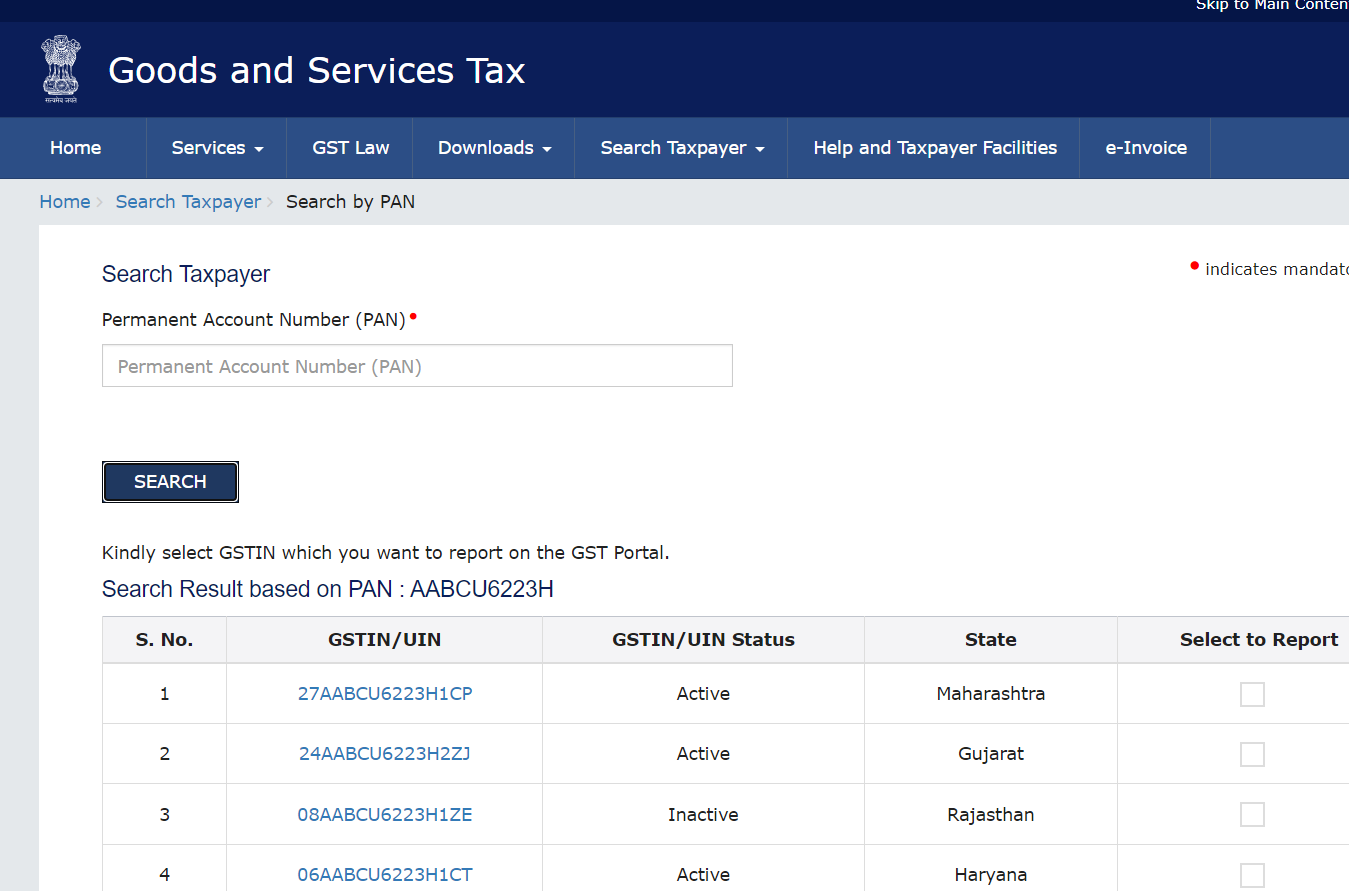 Skip to Main Conten
सत्यमेव जयते
Goods and Services Tax
Home Services GST Law Downloads Search Taxpayer Help and Taxpayer Facilities e-Invoice
Home Search Taxpayer Search by PAN
Search Taxpayer
• indicates mandato
Permanent Account Number (PAN)•
Permanent Account Number (PAN)
SEARCH
Kindly select GSTIN which you want to report on the GST Portal.
Search Result based on PAN : AABCU6223H
S. No. GSTIN/UIN GSTIN/UIN Status State Select to Report
1 27AABCU6223H1CP Active Maharashtra
2 24AABCU6223H2ZJ Active Gujarat
3 08AABCU6223H1ZE Inactive Rajasthan
4 06AABCU6223H1CT Active Haryana